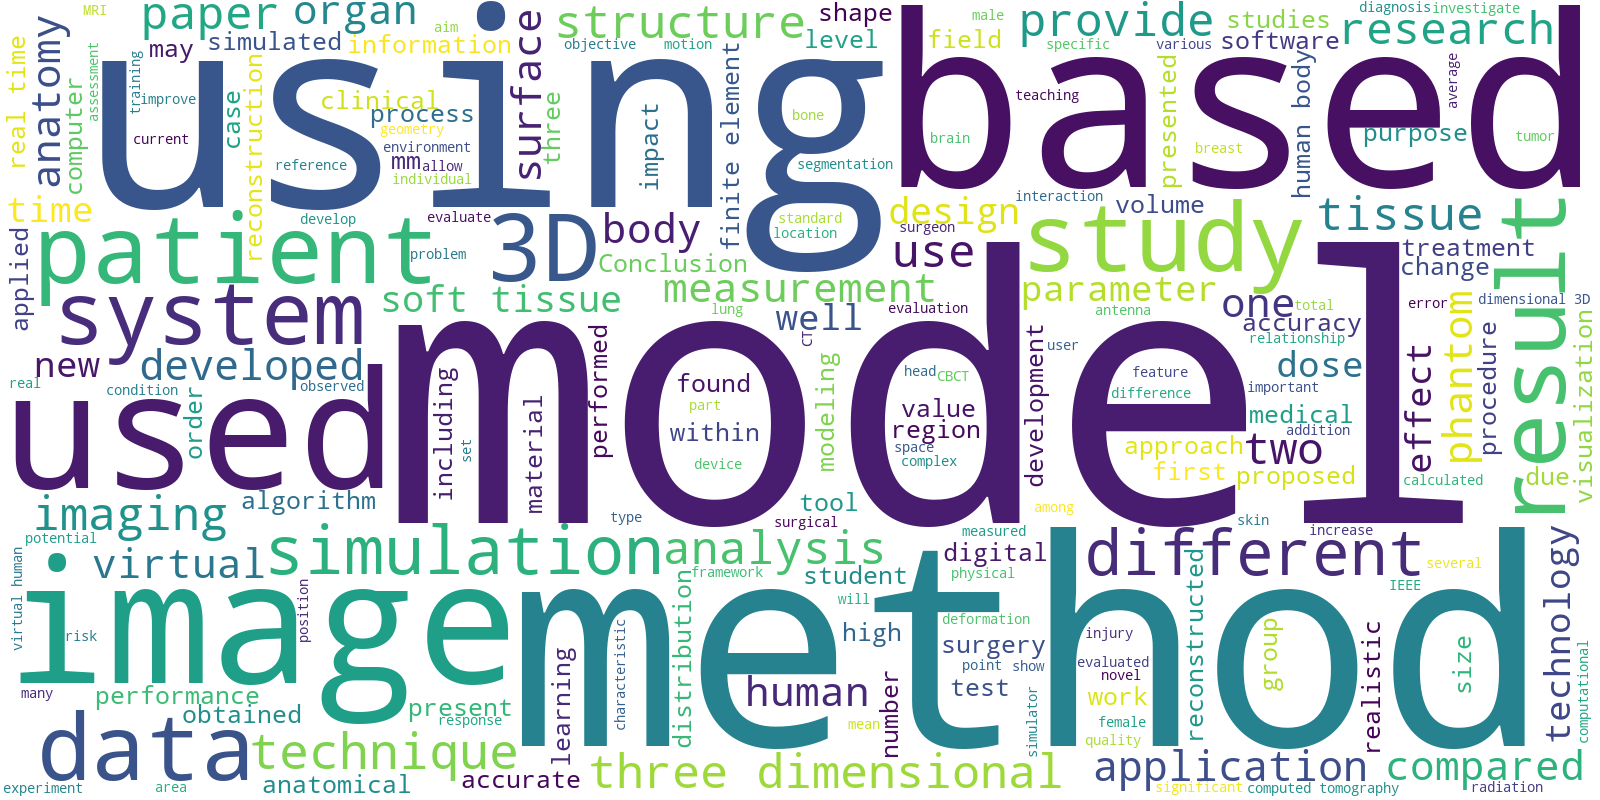 MRI
paper
organ
aim
using
surface
structure
shape
based
provide
diagnosis
investigate
male
studies
research
real time
anatomy
may
simulated
information
objective
motion
level
field
specific
various
software
assessment
computer
training
improve
case
reconstruction
clinical
process
three
impact
finite element
bone
teaching
presented
human body
average
current
geometry
environment
mm
allow
reference
individual
segmentation
brain
breast
purpose
tumor
time
patient
develop
evaluate
3D
body
standard
location
design
interaction
volume
study
tissue
result
surgeon
use
applied
problem
Conclusion
treatment
change
system
soft tissue
measurement
parameter
one
total
error
dimensional 3D
lung
well
evaluation
antenna
accuracy
relationship
visualization
new
developed
model
performed
CT
development
user
dose
effect
phantom
procedure
real
condition
observed
used
order
including
material
found
head
CBCT
feature
difference
important
medical
part
within
modeling
value
region
addition
set
space
complex
approach
two
device
first
proposed
calculated
due
imaging
algorithm
tool
among
type
surgical
measured
skin
increase
potential
virtual
simulation
analysis
digital
different
technology
virtual human
position
framework
student
physical
IEEE
several
image
method
risk
characteristic
distribution
will
deformation
high
surgery
injury
reconstructed
group
realistic
size
computational
point
show
evaluated
novel
many
performance
human
test
work
obtained
present
response
learning
mean
number
simulator
female
quality
data
technique
anatomical
accurate
three dimensional
application
compared
experiment
area
significant
computed tomography
radiation